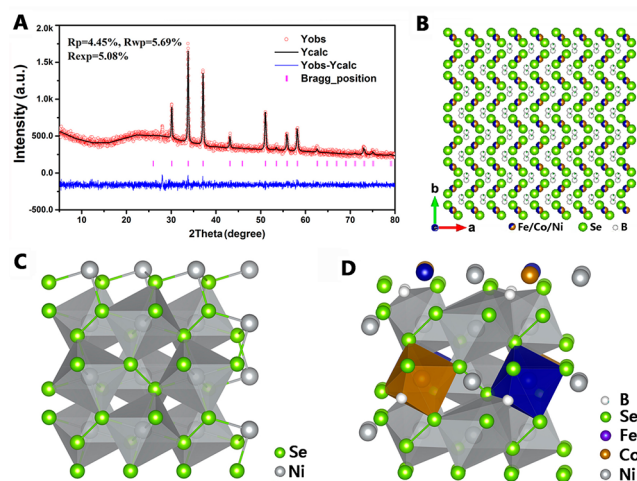 A
Rp=4.45%, Rwp=5.69%
Rexp=5.08%
Yobs
Ycalc
Yobs-Ycalc
Bragg_position
Intensity (a.u.)
2.0k
1.5k
1.0k
500.0
0.0
-500.0
10 20 30 40 50 60 70 80
2Theta (degree)
B
b
a
Fe/Co/Ni Se B
C
Se
Ni
D
B
Se
Fe
Co
Ni